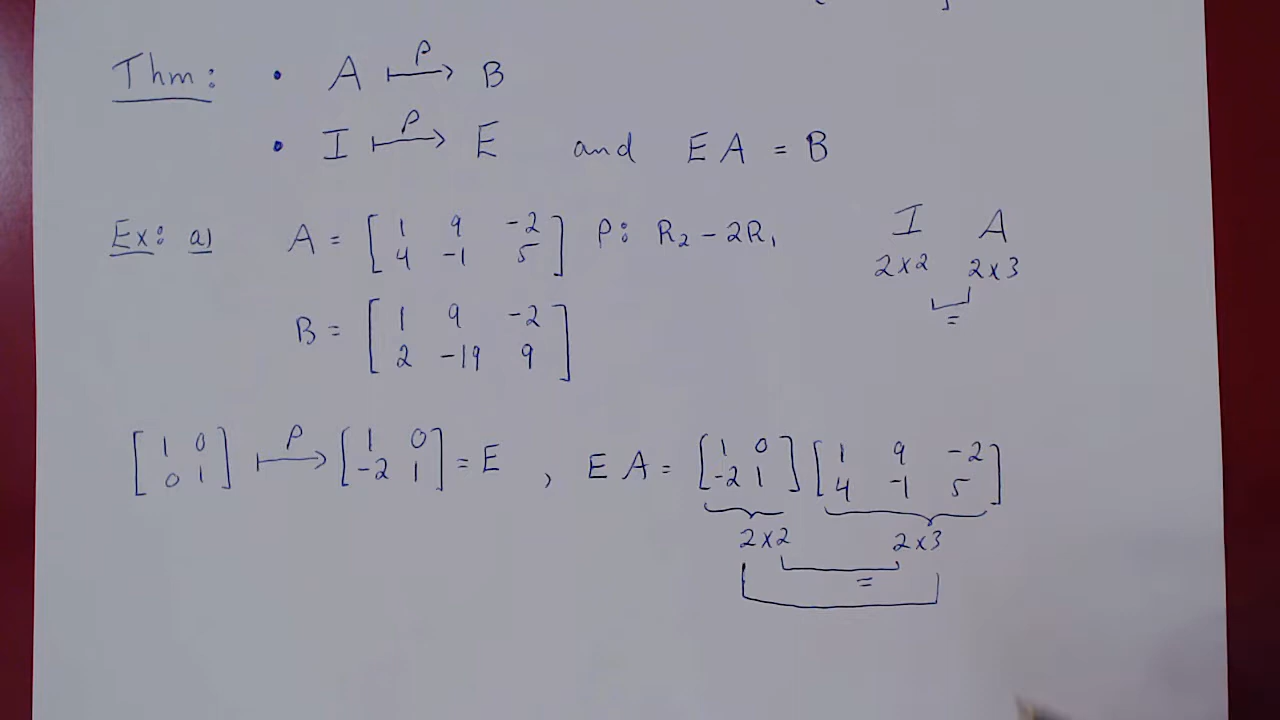 Thm: • A ⟼^ρ B
• I ⟼^ρ E and EA = B
Ex: a) A = [1 9 -2; 4 -1 5] ρ: R₂ - 2R₁ I A
2x2 2x3
=
B = [1 9 -2; 2 -19 9]
[1 0; 0 1] ⟼^ρ [1 0; -2 1] = E , EA = [1 0; -2 1] [1 9 -2; 4 -1 5]
2x2 2x3
=